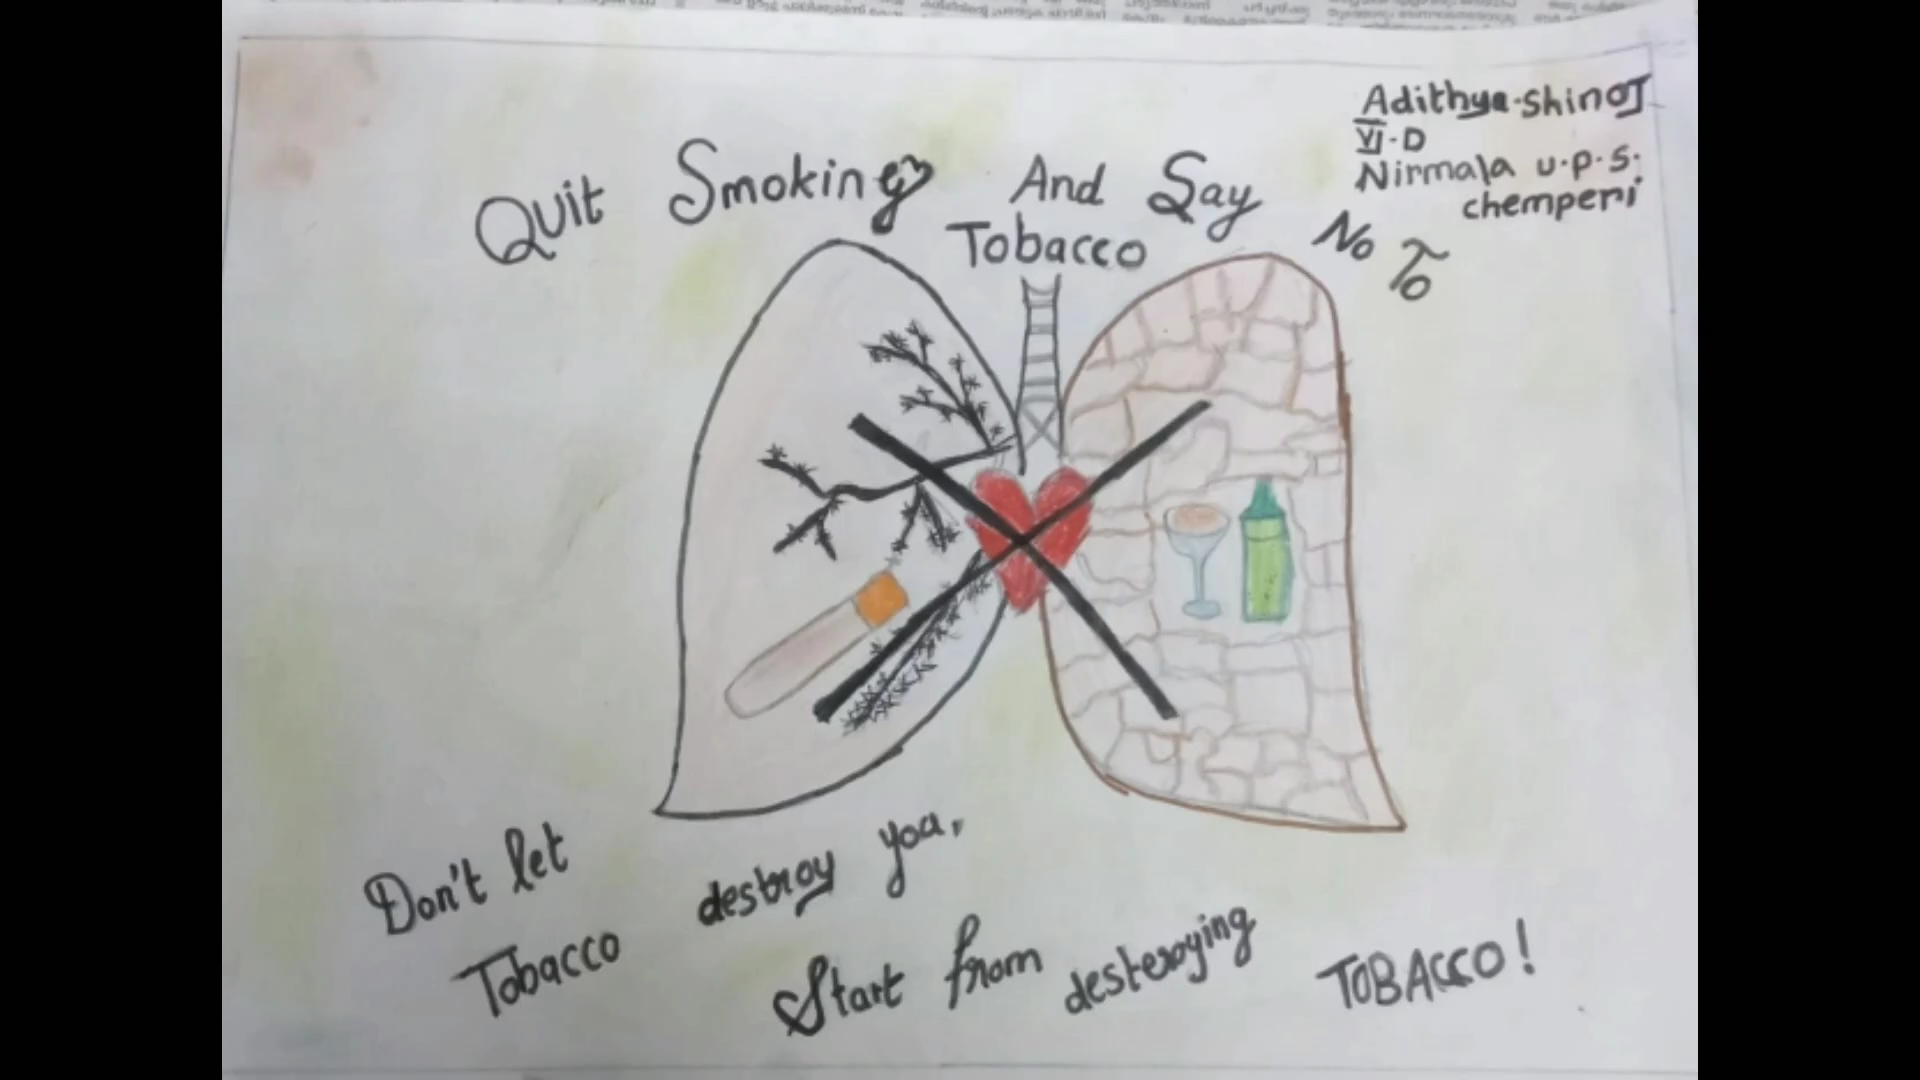 Adithya.shinoJ
VI.D
Nirmala u.p.s.
chemperi
Quit Smoking And Say No To
Tobacco
Don't let
Tobacco destroy you,
Start from desteroying TOBACCO!